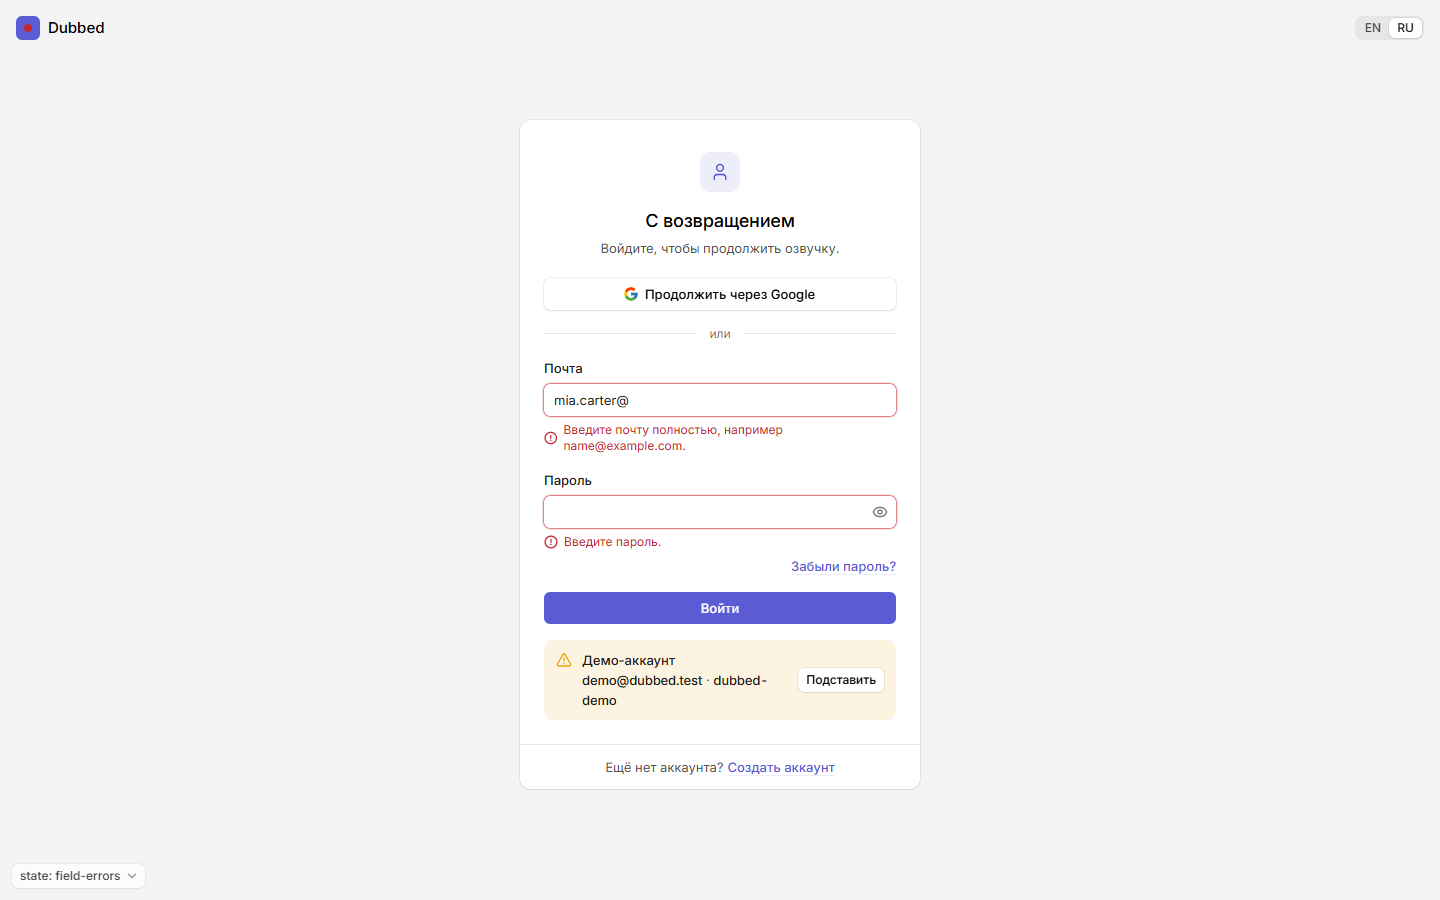 Dubbed
EN RU
С возвращением
Войдите, чтобы продолжить озвучку.
Продолжить через Google
или
Почта
mia.carter@
Введите почту полностью, например
name@example.com.
Пароль
Введите пароль.
Забыли пароль?
Войти
Демо-аккаунт
demo@dubbed.test · dubbed-
demo
Подставить
Ещё нет аккаунта? Создать аккаунт
state: field-errors